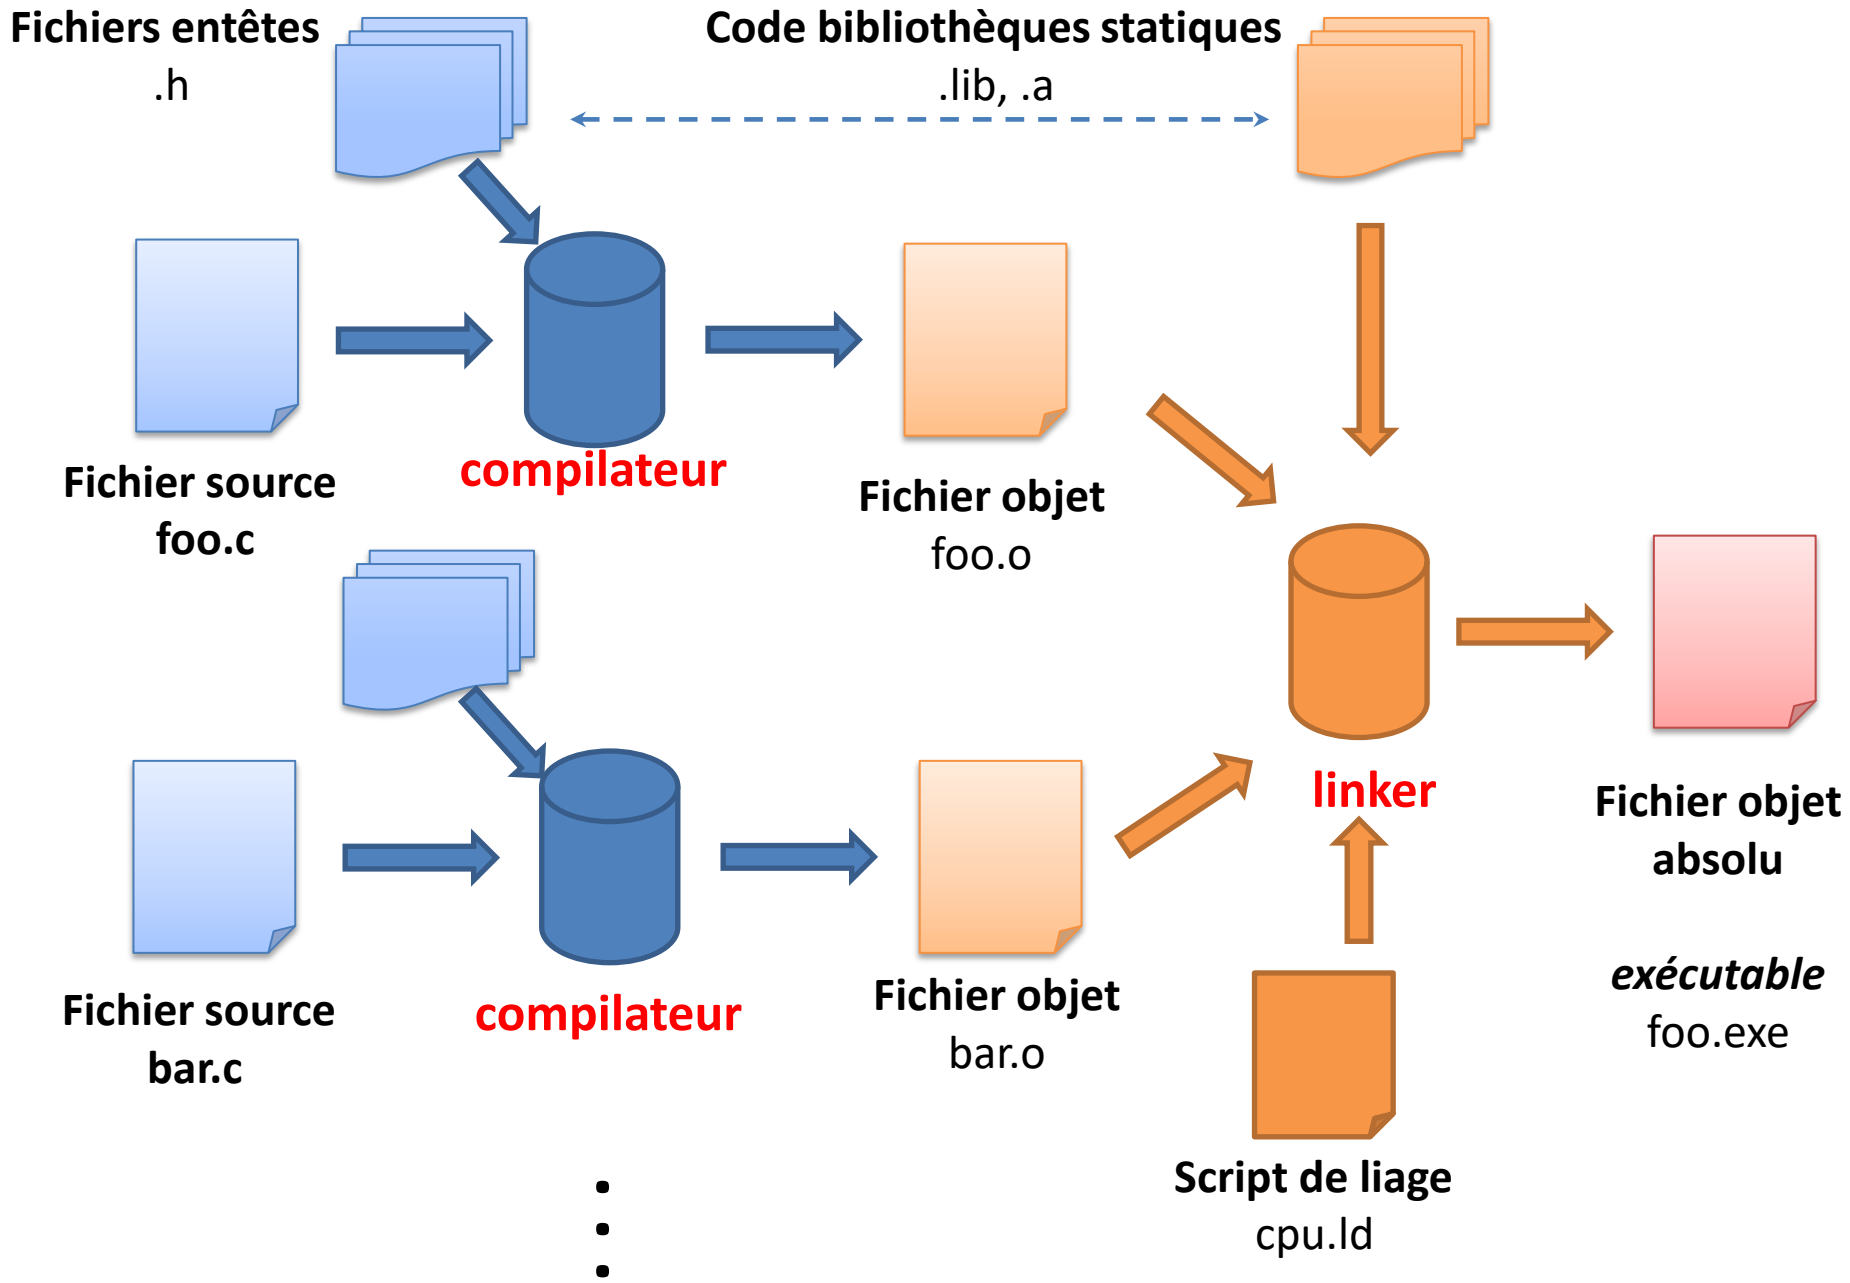 Fichiers entêtes
.h
Code bibliothèques statiques
.lib, .a
Fichier source
foo.c
compilateur
Fichier objet
foo.o
linker
Fichier objet
absolu
exécutable
foo.exe
Fichier source
bar.c
compilateur
Fichier objet
bar.o
Script de liage
cpu.ld